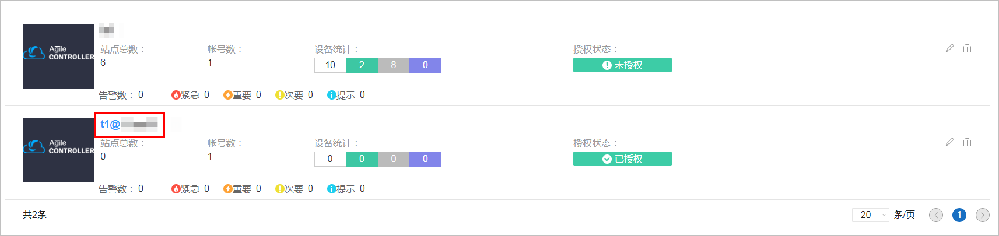 Agile
CONTROLLER
站点总数： 帐号数： 设备统计： 授权状态：
6 1 10 2 8 0 未授权
告警数： 0 紧急 0 重要 0 次要 0 提示 0
t1@
Agile
CONTROLLER
站点总数： 帐号数： 设备统计： 授权状态：
0 1 0 0 0 0 已授权
告警数： 0 紧急 0 重要 0 次要 0 提示 0
共2条 20 条/页 1